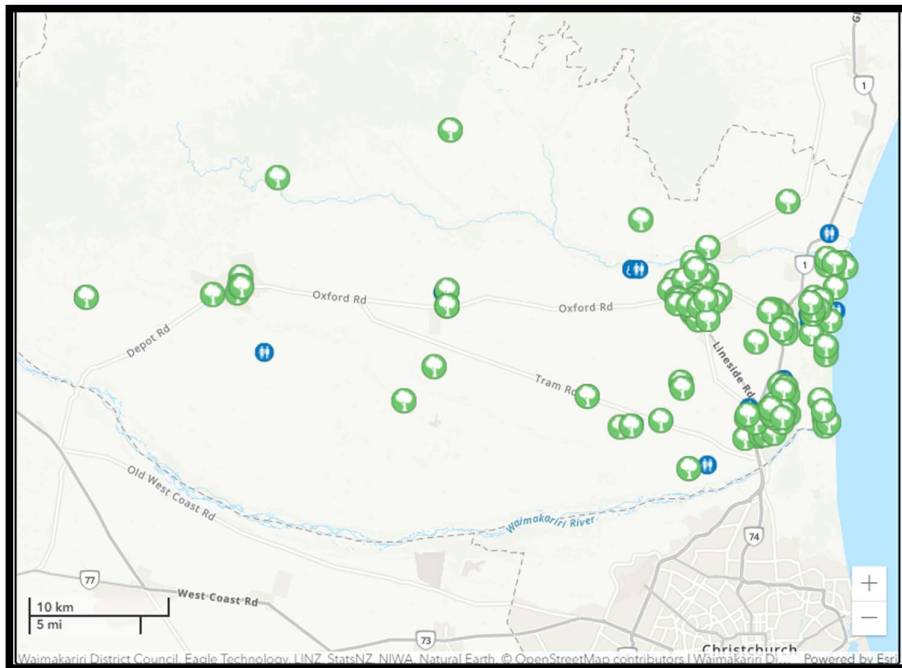 Gl
1
1
Oxford Rd
Oxford Rd
Depot Rd
Lineside Rd
Tram Rd
Old West Coast Rd
Waimakariri River
74
77
West Coast Rd
73
10 km
5 mi
+
−
Christchurch
Waimakariri District Council, Eagle Technology, LINZ, StatsNZ, NIWA, Natural Earth, © OpenStreetMap contributors | Waimakariri Di... Powered by Esri